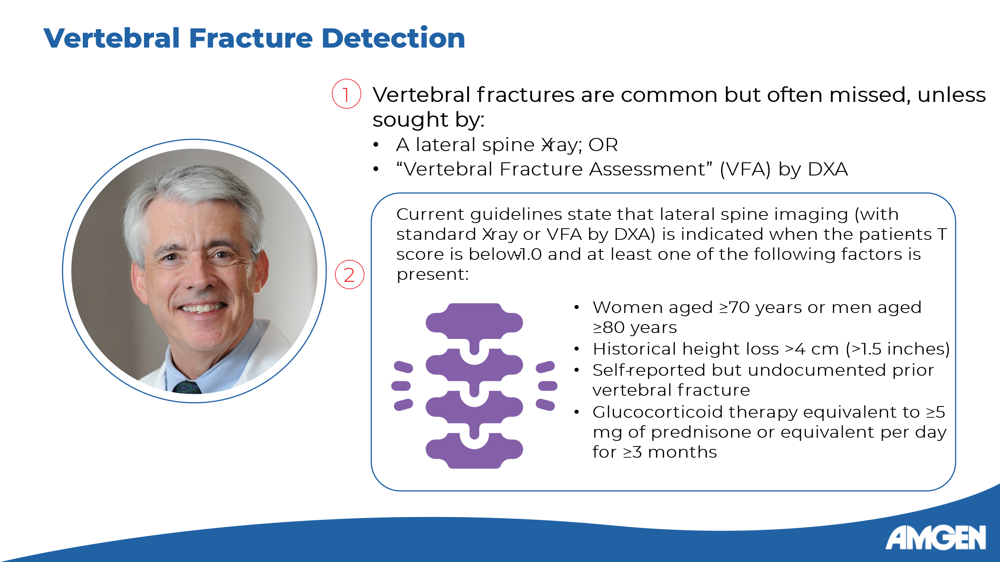 Vertebral Fracture Detection
1 Vertebral fractures are common but often missed, unless
sought by:
• A lateral spine X-ray; OR
• “Vertebral Fracture Assessment” (VFA) by DXA
2
Current guidelines state that lateral spine imaging (with
standard X-ray or VFA by DXA) is indicated when the patients T-
score is below -1.0 and at least one of the following factors is
present:
• Women aged ≥70 years or men aged
≥80 years
• Historical height loss >4 cm (>1.5 inches)
• Self-reported but undocumented prior
vertebral fracture
• Glucocorticoid therapy equivalent to ≥5
mg of prednisone or equivalent per day
for ≥3 months
AMGEN